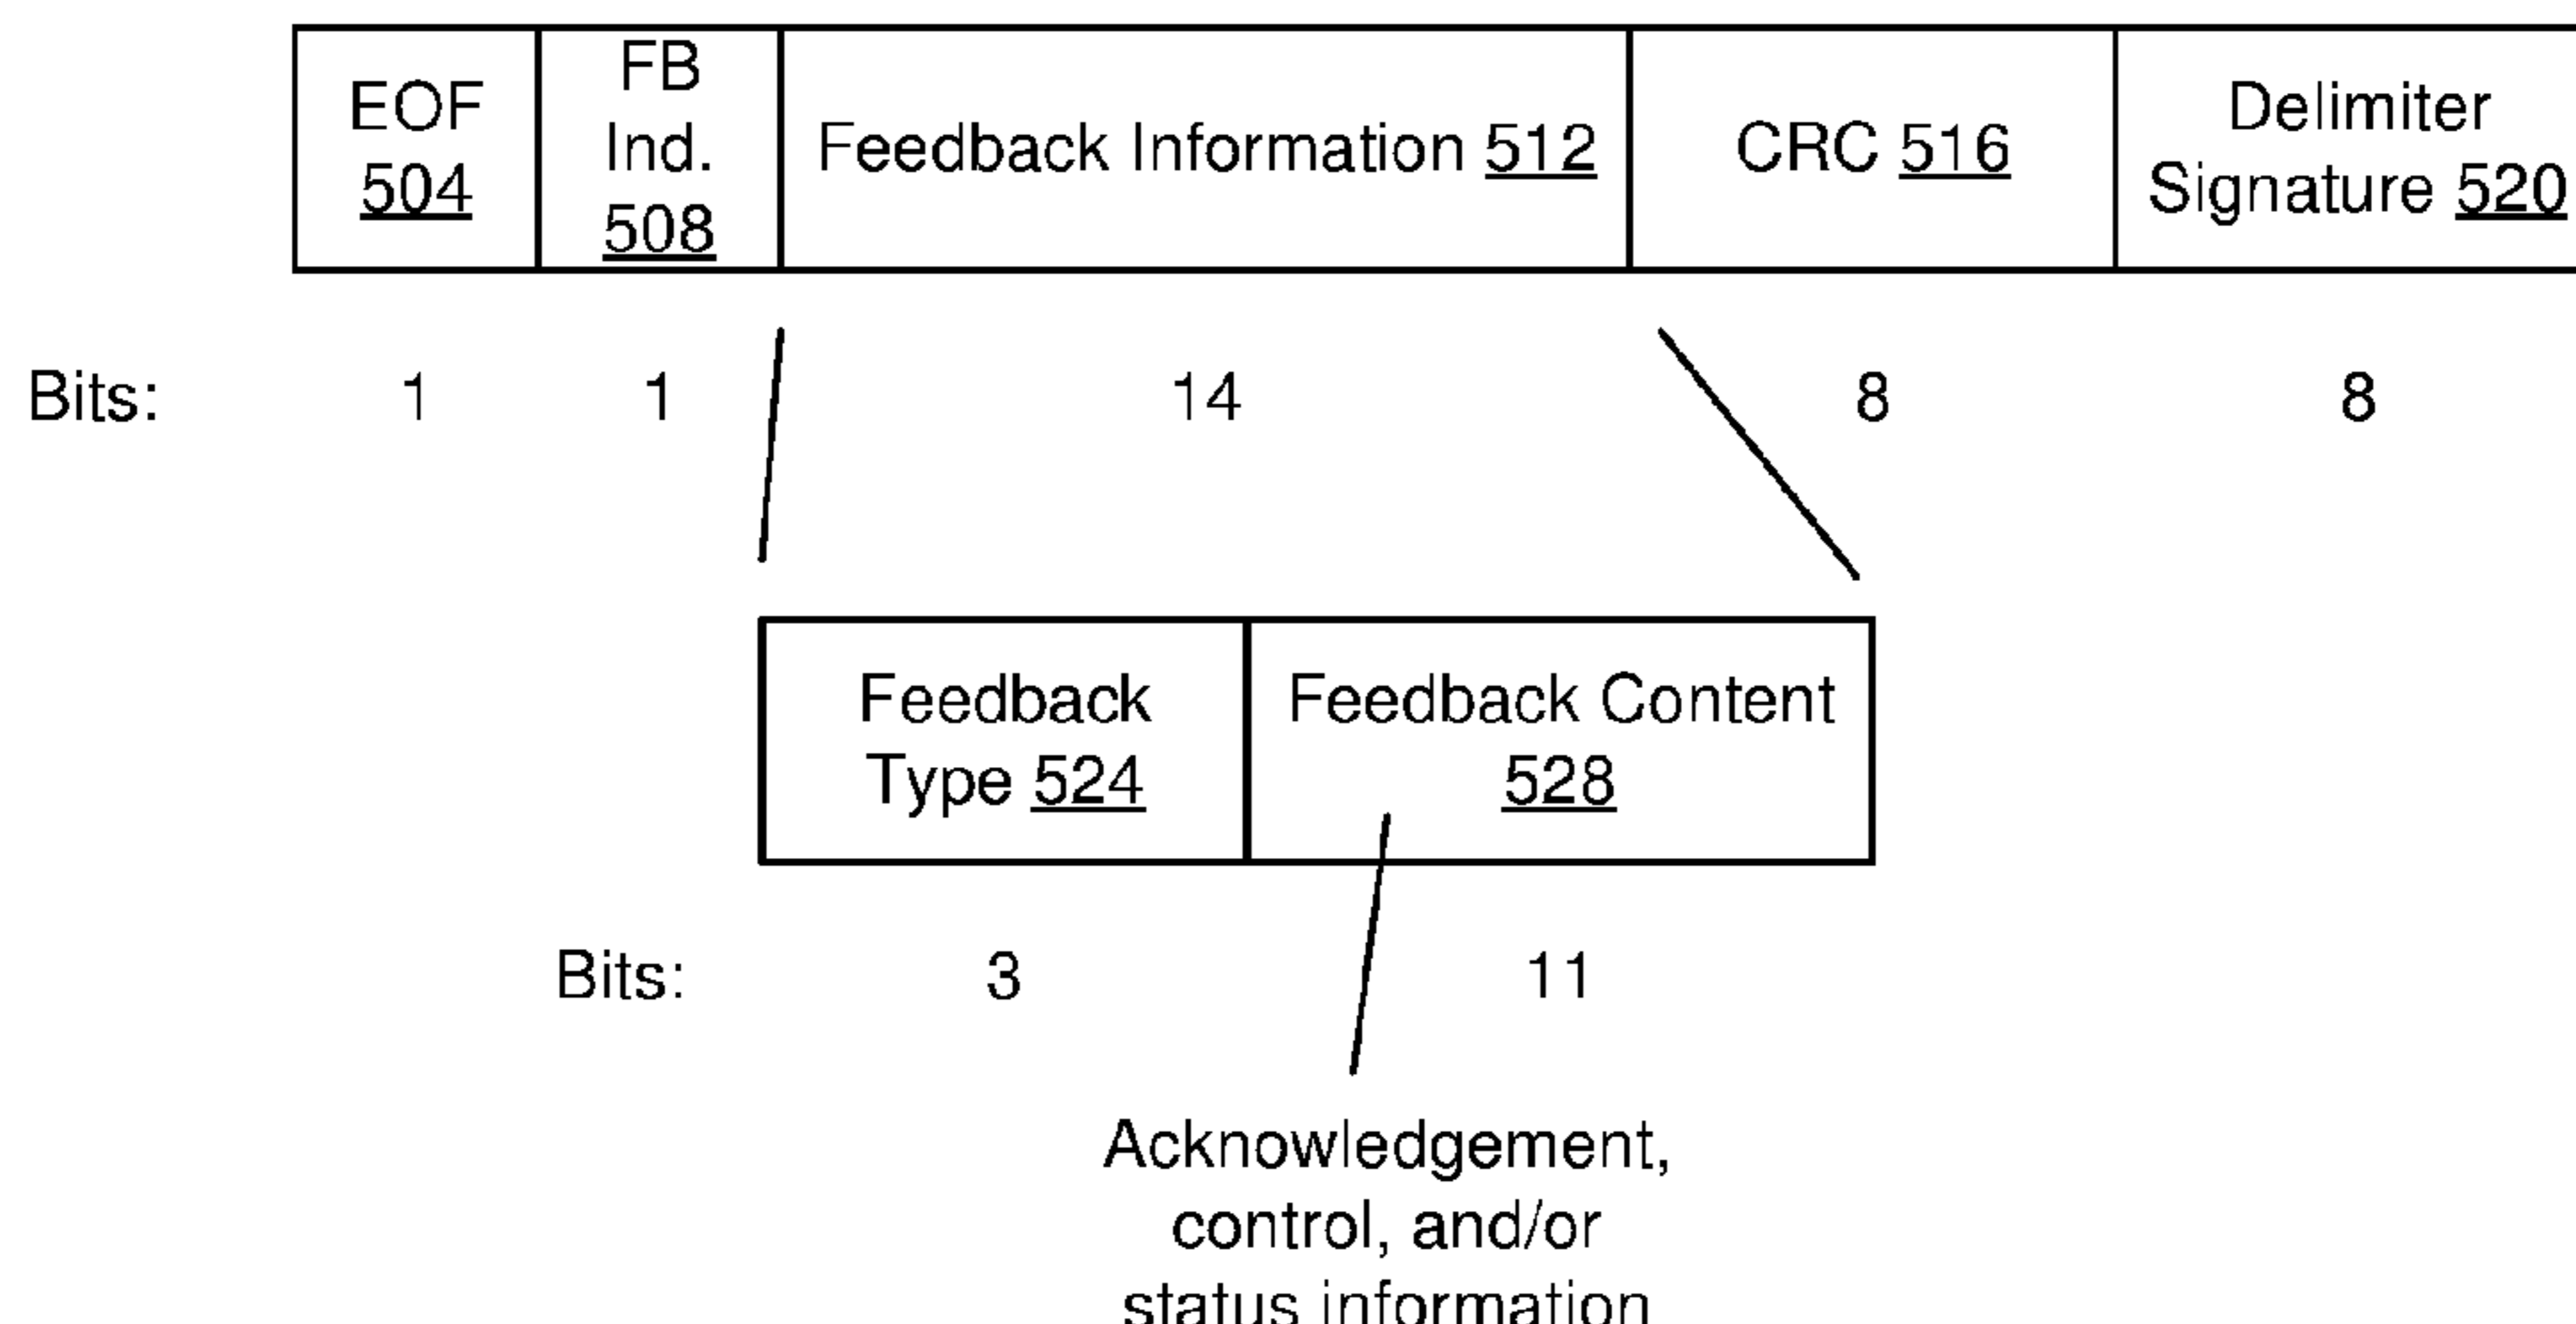 EOF
504
FB
Ind.
508
Feedback Information 512
CRC 516
Delimiter
Signature 520
Bits: 1 1 14 8 8
Feedback
Type 524
Feedback Content
528
Bits: 3 11
Acknowledgement,
control, and/or
status information